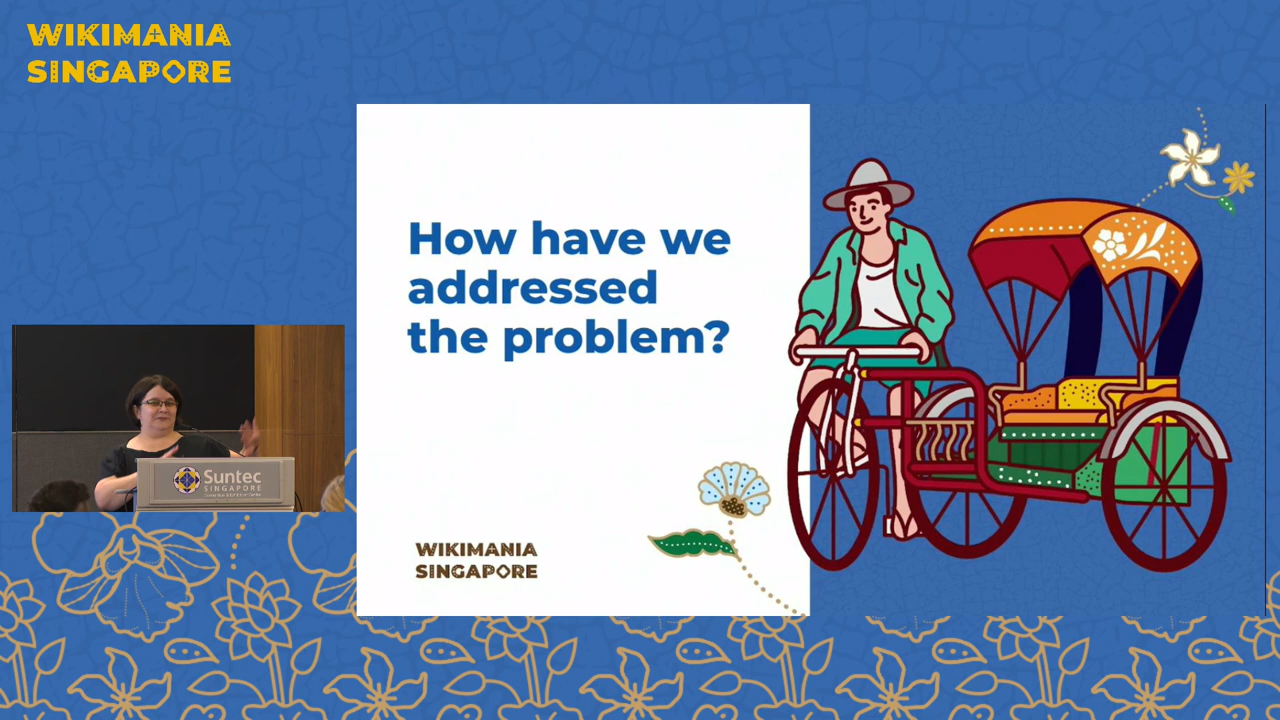 WIKIMANIA
SINGAPORE
How have we
addressed
the problem?
Suntec
SINGAPORE
WIKIMANIA
SINGAPORE